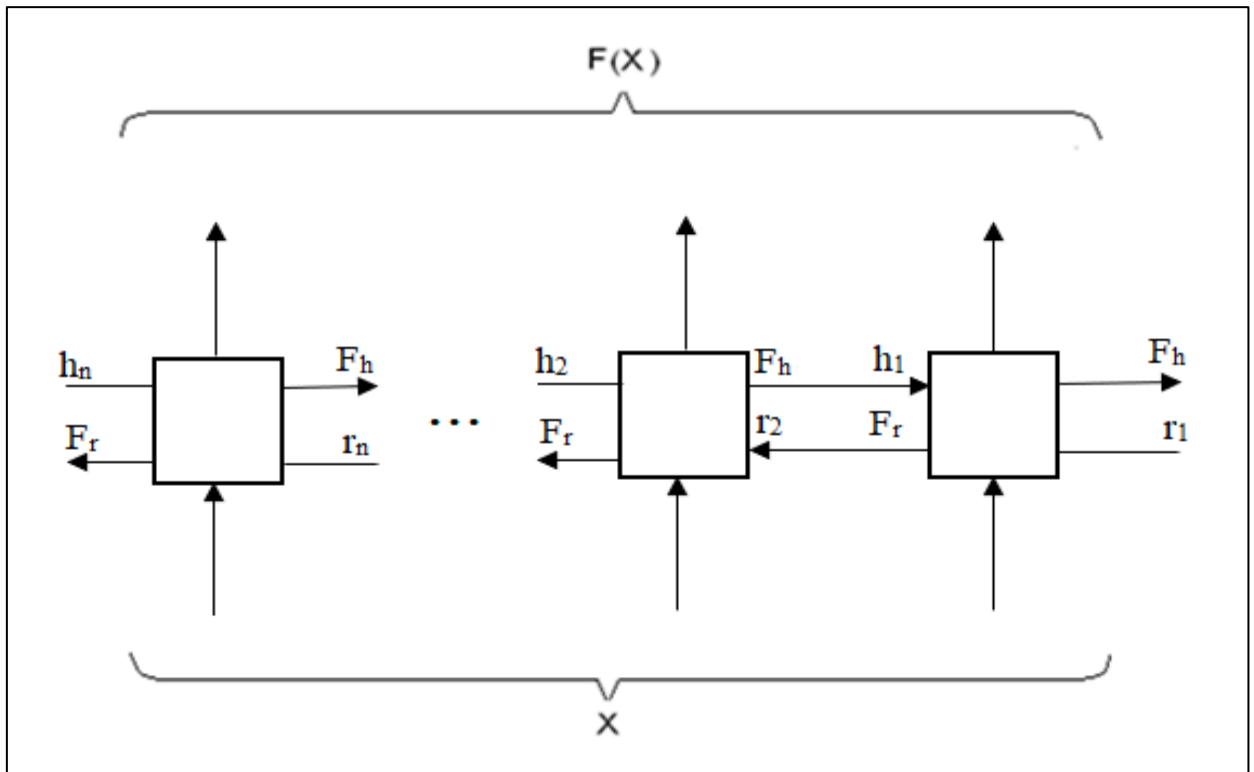 F(X)
hₙ Fₕ h₂ Fₕ h₁ Fₕ
Fᵣ rₙ ... Fᵣ r₂ Fᵣ r₁
X